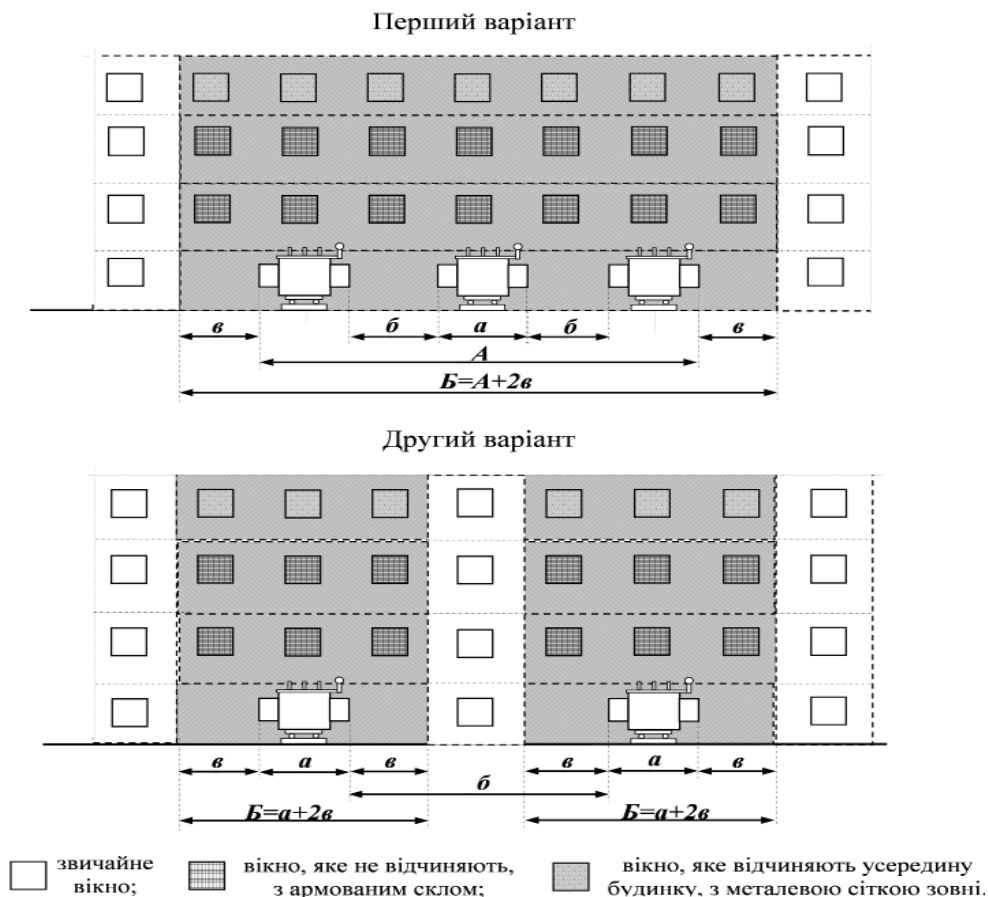 Перший варіант
в б а б в
А
Б=А+2в
Другий варіант
в а в в а в
б
Б=а+2в Б=а+2в
звичайне
вікно;
вікно, яке не відчиняють,
з армованим склом;
вікно, яке відчиняють усередину
будинку, з металевою сіткою зовні.